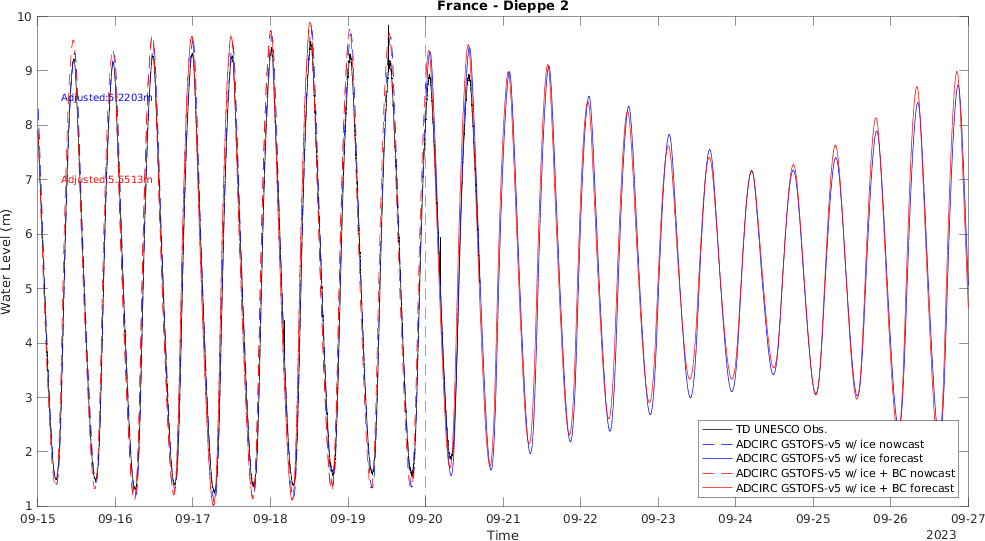 France - Dieppe 2
Water Level (m)
10
9
8
7
6
5
4
3
2
1
Adjusted:5.2203m
Adjusted:5.5513m
TD UNESCO Obs.
ADCIRC GSTOFS-v5 w/ ice nowcast
ADCIRC GSTOFS-v5 w/ ice forecast
ADCIRC GSTOFS-v5 w/ ice + BC nowcast
ADCIRC GSTOFS-v5 w/ ice + BC forecast
09-15 09-16 09-17 09-18 09-19 09-20 09-21 09-22 09-23 09-24 09-25 09-26 09-27
Time
2023